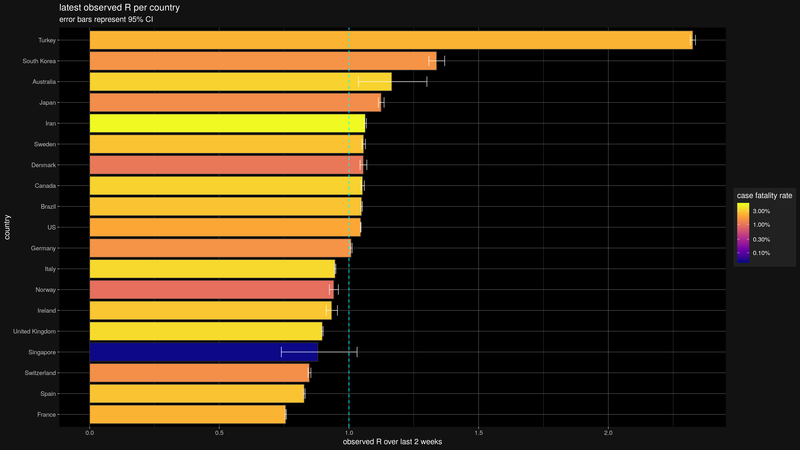 latest observed R per country
error bars represent 95% CI
Turkey
South Korea
Australia
Japan
Iran
Sweden
Denmark
Canada
Brazil
US
Germany
Italy
Norway
Ireland
United Kingdom
Singapore
Switzerland
Spain
France
country
0.0
0.5
1.0
1.5
2.0
observed R over last 2 weeks
case fatality rate
3.00%
1.00%
0.30%
0.10%